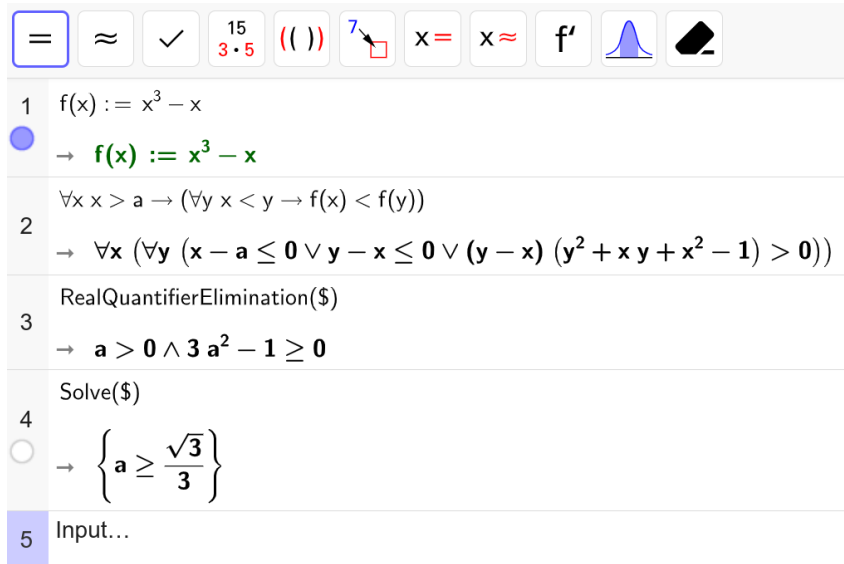 = ≈ ✓ 15 3 • 5 (( )) 7 x = x ≈ f′
1 f(x) := x³ − x
→ f(x) := x³ − x
2 ∀x x > a → (∀y x < y → f(x) < f(y))
→ ∀x (∀y (x − a ≤ 0 ∨ y − x ≤ 0 ∨ (y − x) (y² + x y + x² − 1) > 0))
3 RealQuantifierElimination($)
→ a > 0 ∧ 3 a² − 1 ≥ 0
4 Solve($)
→ {a ≥ √3/3}
5 Input…